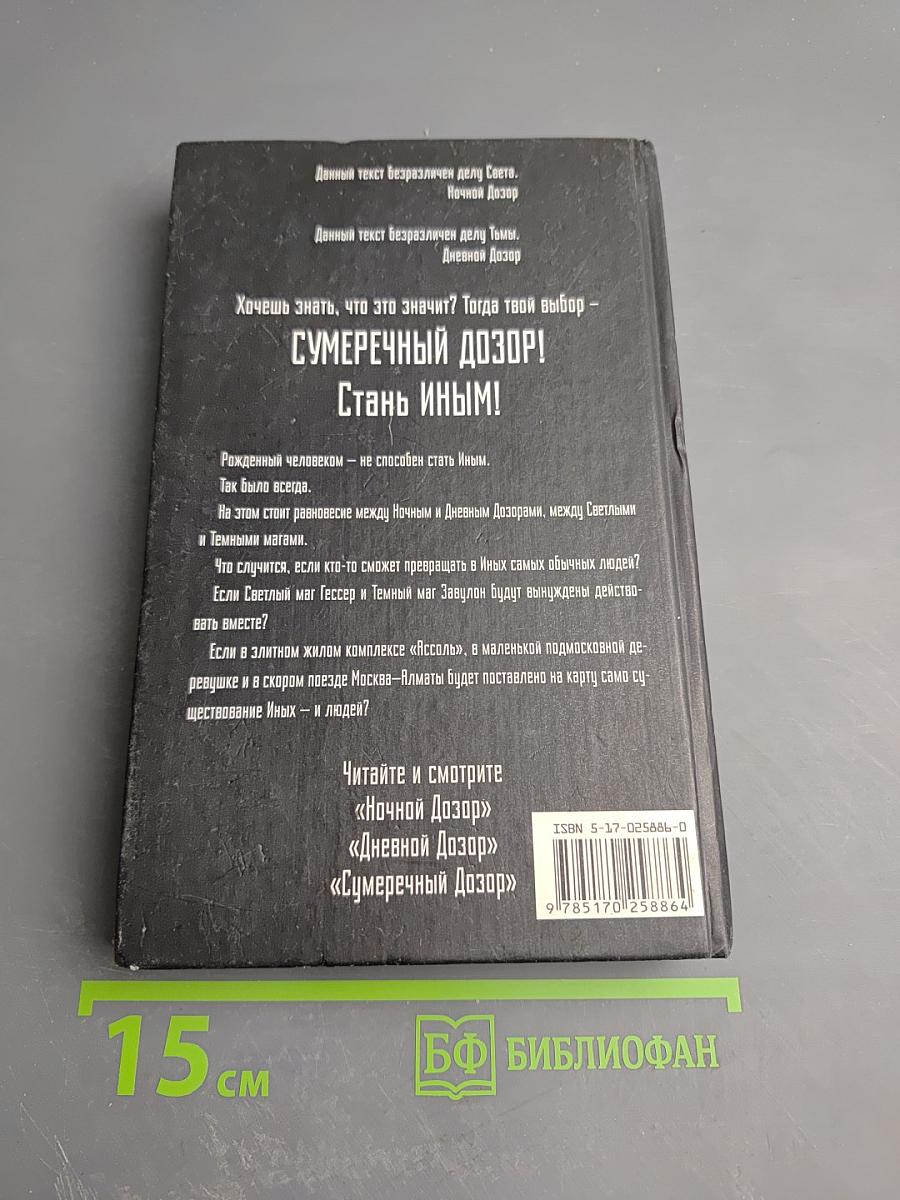 Данный текст безразличен делу Света.
Ночной Дозор
Данный текст безразличен делу Тьмы.
Дневной Дозор
Хочешь знать, что это значит? Тогда твой выбор –
СУМЕРЕЧНЫЙ ДОЗОР!
Стань ИНЫМ!
Рожденный человеком – не способен стать Иным.
Так было всегда.
На этом стоит равновесие между Ночным и Дневным Дозорами, между Светлыми
и Темными магами.
Что случится, если кто-то сможет превращать в Иных самых обычных людей?
Если Светлый маг Гессер и Темный маг Завулон будут вынуждены действо-
вать вместе?
Если в элитном жилом комплексе «Ассоль», в маленькой подмосковной де-
ревушке и в скором поезде Москва–Алматы будет поставлено на карту само су-
ществование Иных – и людей?
Читайте и смотрите
«Ночной Дозор»
«Дневной Дозор»
«Сумеречный Дозор»
ISBN 5-17-025886-0
9 785170 258864
15 см
БФ БИБЛИОФАН